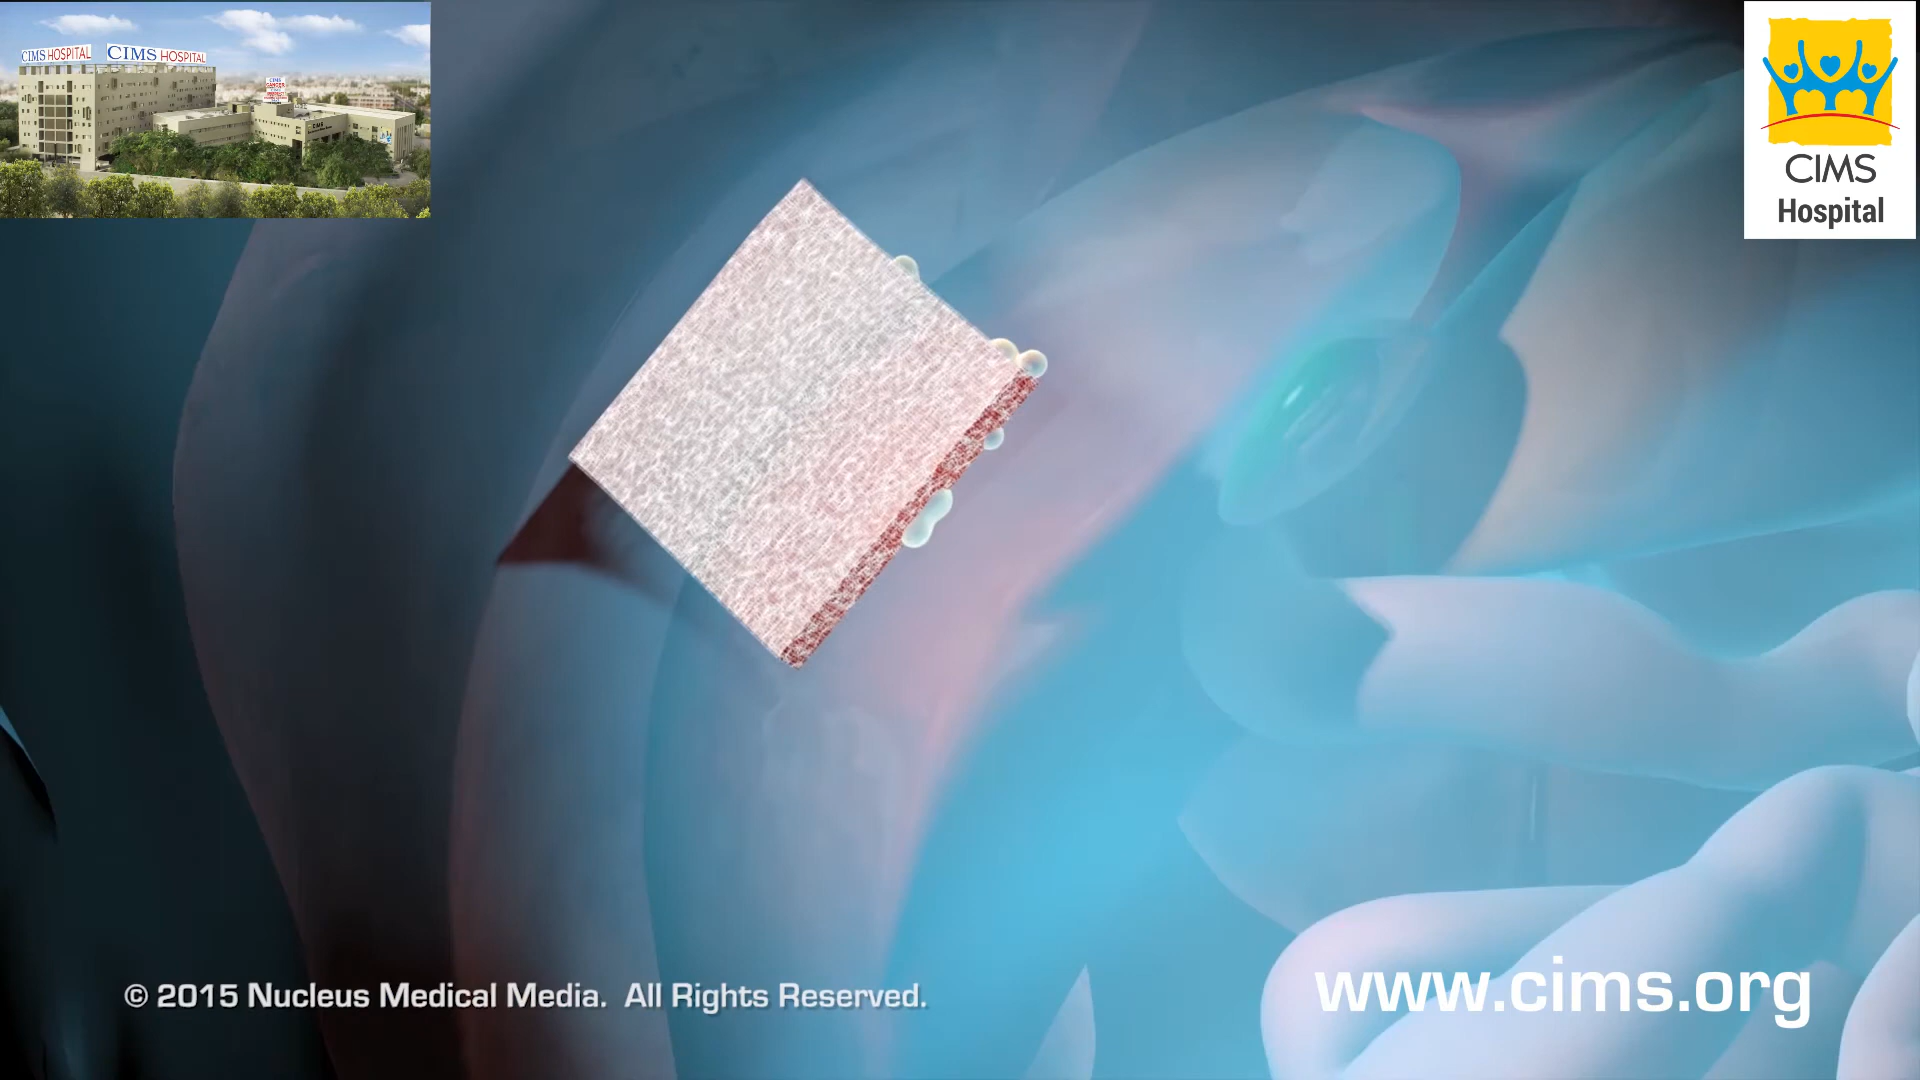 CIMS HOSPITAL CIMS HOSPITAL
CIMS
Hospital
© 2015 Nucleus Medical Media. All Rights Reserved.
www.cims.org